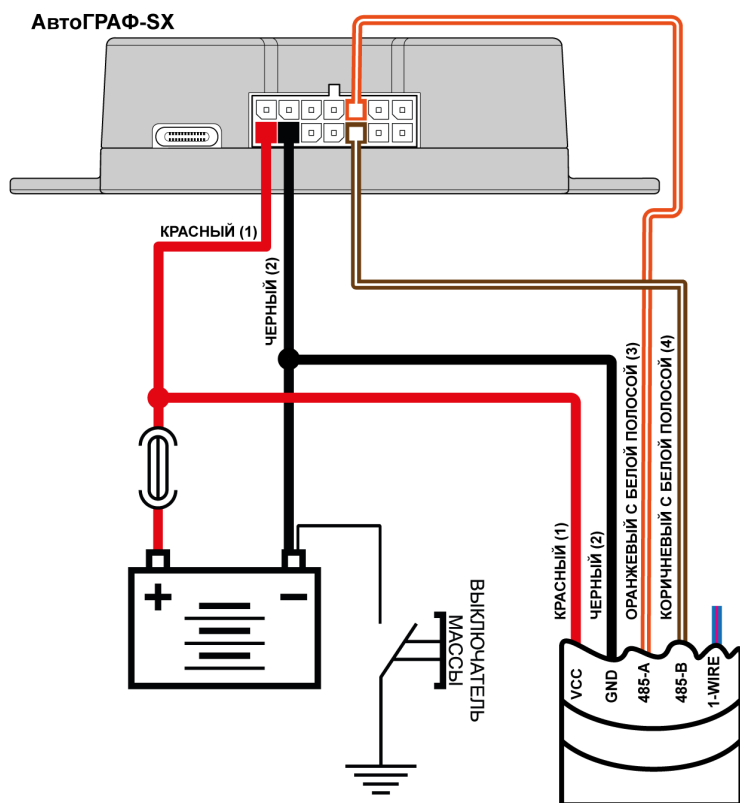 АвтоГРАФ-SX
КРАСНЫЙ (1)
ЧЕРНЫЙ (2)
+
−
ВЫКЛЮЧАТЕЛЬ
МАССЫ
КРАСНЫЙ (1)
ЧЕРНЫЙ (2)
ОРАНЖЕВЫЙ С БЕЛОЙ ПОЛОСОЙ (3)
КОРИЧНЕВЫЙ С БЕЛОЙ ПОЛОСОЙ (4)
VCC
GND
485-A
485-B
1-WIRE